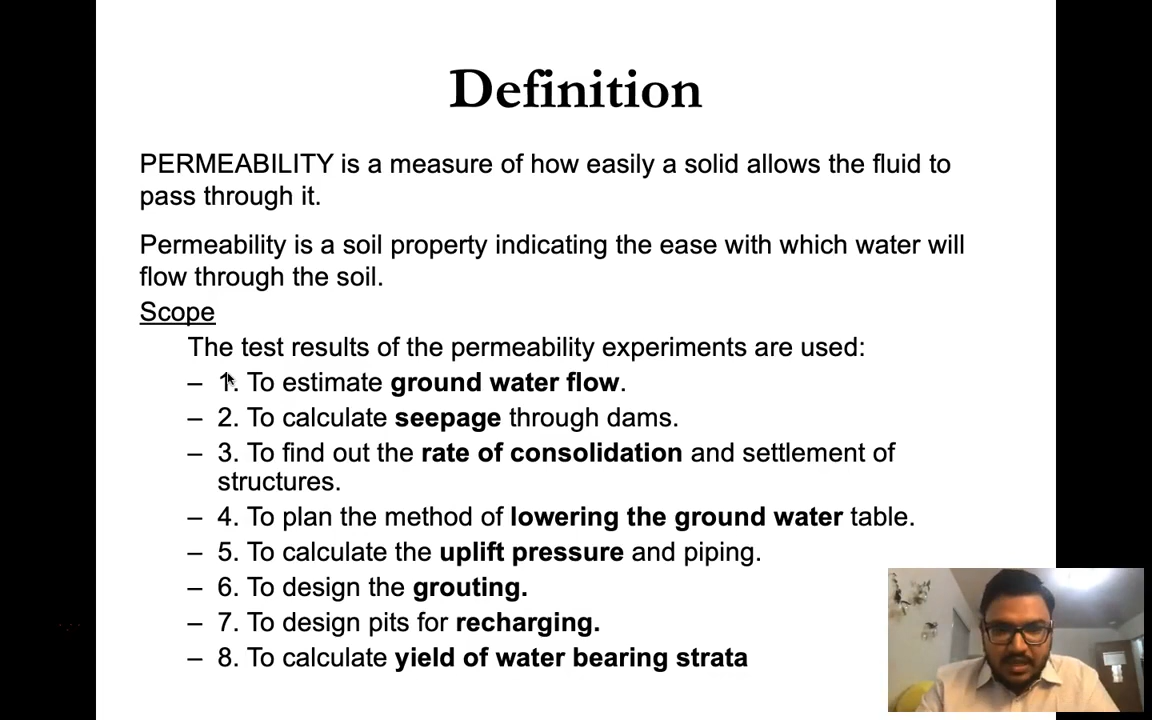 Definition
PERMEABILITY is a measure of how easily a solid allows the fluid to
pass through it.
Permeability is a soil property indicating the ease with which water will
flow through the soil.
Scope
The test results of the permeability experiments are used:
– 1. To estimate ground water flow.
– 2. To calculate seepage through dams.
– 3. To find out the rate of consolidation and settlement of
structures.
– 4. To plan the method of lowering the ground water table.
– 5. To calculate the uplift pressure and piping.
– 6. To design the grouting.
– 7. To design pits for recharging.
– 8. To calculate yield of water bearing strata